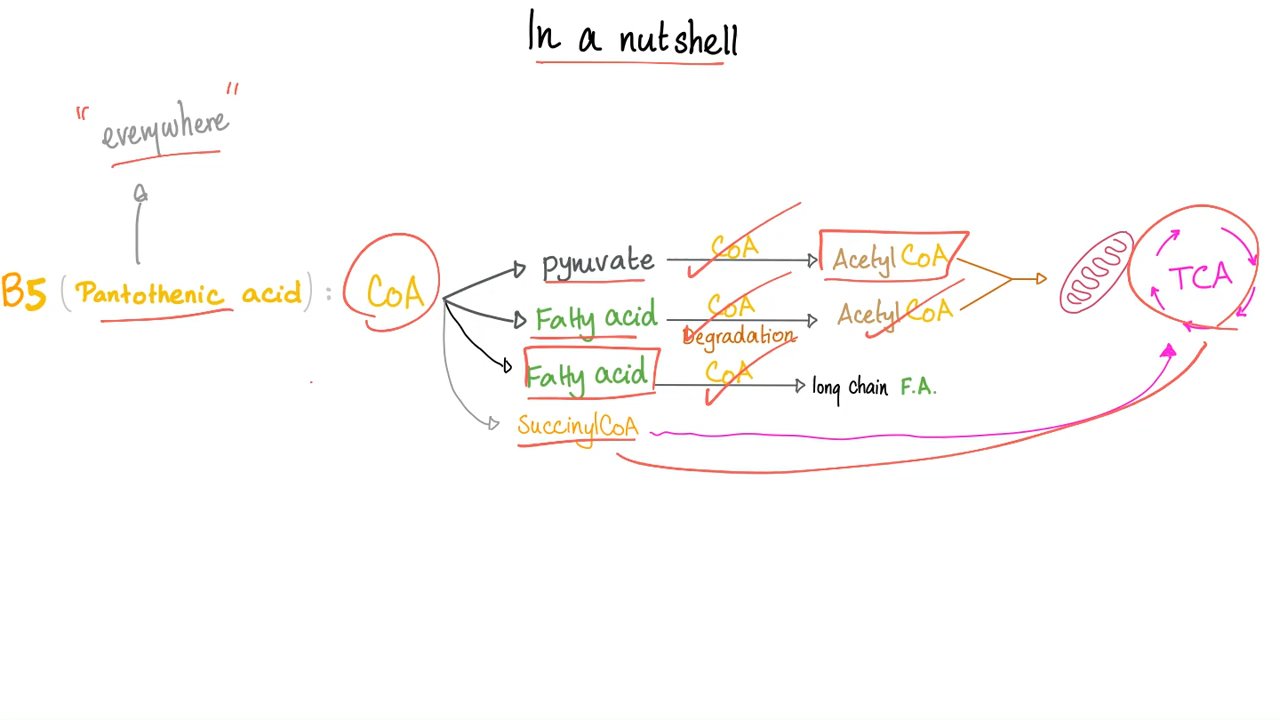 In a nutshell
"everywhere"
B5 (Pantothenic acid) : CoA
pyruvate CoA Acetyl CoA
Fatty acid CoA Degradation Acetyl CoA
Fatty acid CoA long chain F.A.
SuccinylCoA
TCA